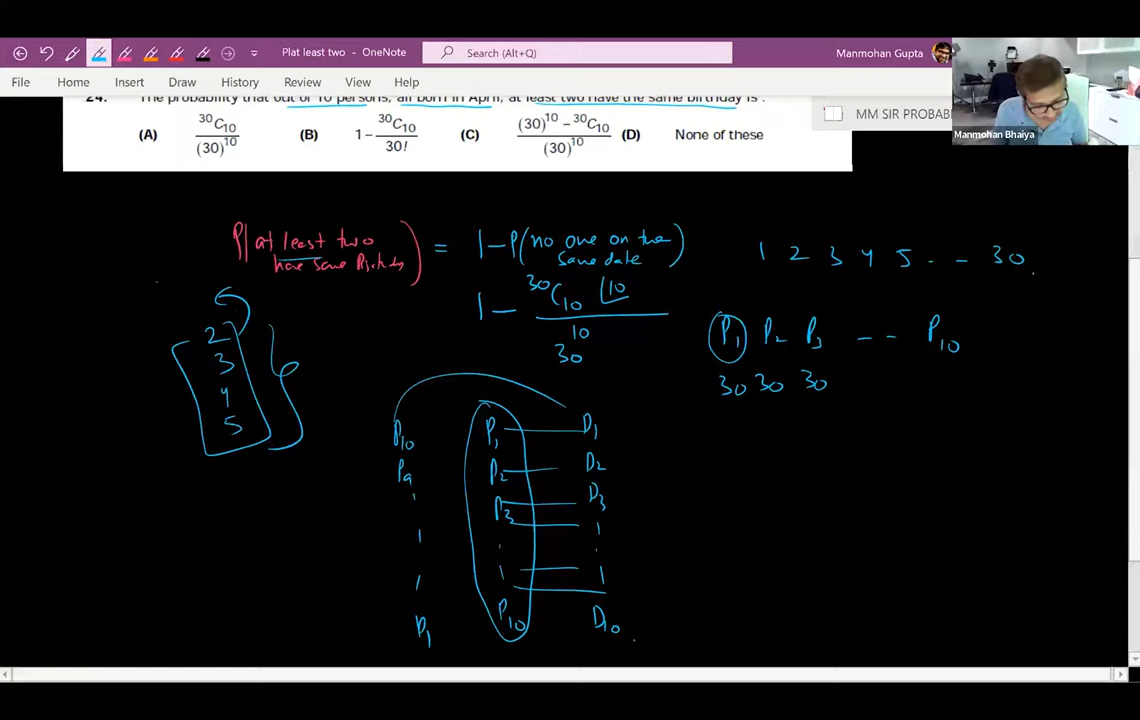 Plat least two - OneNote
Search (Alt+Q)
Manmohan Gupta
File Home Insert Draw History Review View Help
24. The probability that out of 10 persons, all born in April, at least two have the same birthday is :
(A) ³⁰C₁₀ / (30)¹⁰ (B) 1 − ³⁰C₁₀ / 30! (C) (30)¹⁰ − ³⁰C₁₀ / (30)¹⁰ (D) None of these
MM SIR PROBAB
Manmohan Bhaiya
P(at least two have same Birthday) = 1 − P(no one on the same date)
1 − ³⁰C₁₀ ⌊10 / 30¹⁰
1 2 3 4 5 . . – 30
P₁ P₂ P₃ – – P₁₀
30 30 30
2
3
4
5
P₁₀ P₁ D₁
P₉ P₂ D₂
P₃ D₃
P₁ P₁₀ D₁₀